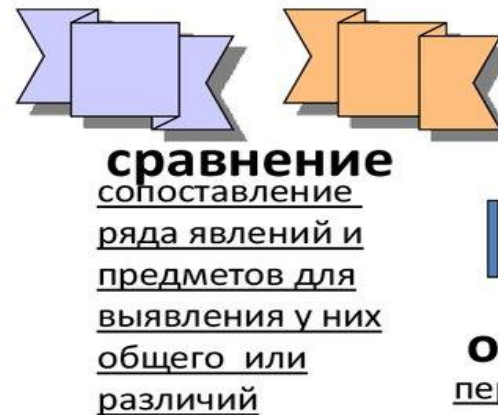 сравнение
сопоставление
ряда явлений и
предметов для
выявления у них
общего или
различий